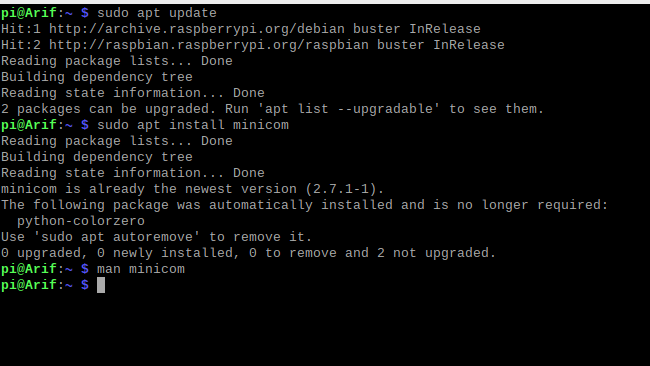 pi@Arif:~ $ sudo apt update
Hit:1 http://archive.raspberrypi.org/debian buster InRelease
Hit:2 http://raspbian.raspberrypi.org/raspbian buster InRelease
Reading package lists... Done
Building dependency tree
Reading state information... Done
2 packages can be upgraded. Run 'apt list --upgradable' to see them.
pi@Arif:~ $ sudo apt install minicom
Reading package lists... Done
Building dependency tree
Reading state information... Done
minicom is already the newest version (2.7.1-1).
The following package was automatically installed and is no longer required:
  python-colorzero
Use 'sudo apt autoremove' to remove it.
0 upgraded, 0 newly installed, 0 to remove and 2 not upgraded.
pi@Arif:~ $ man minicom
pi@Arif:~ $